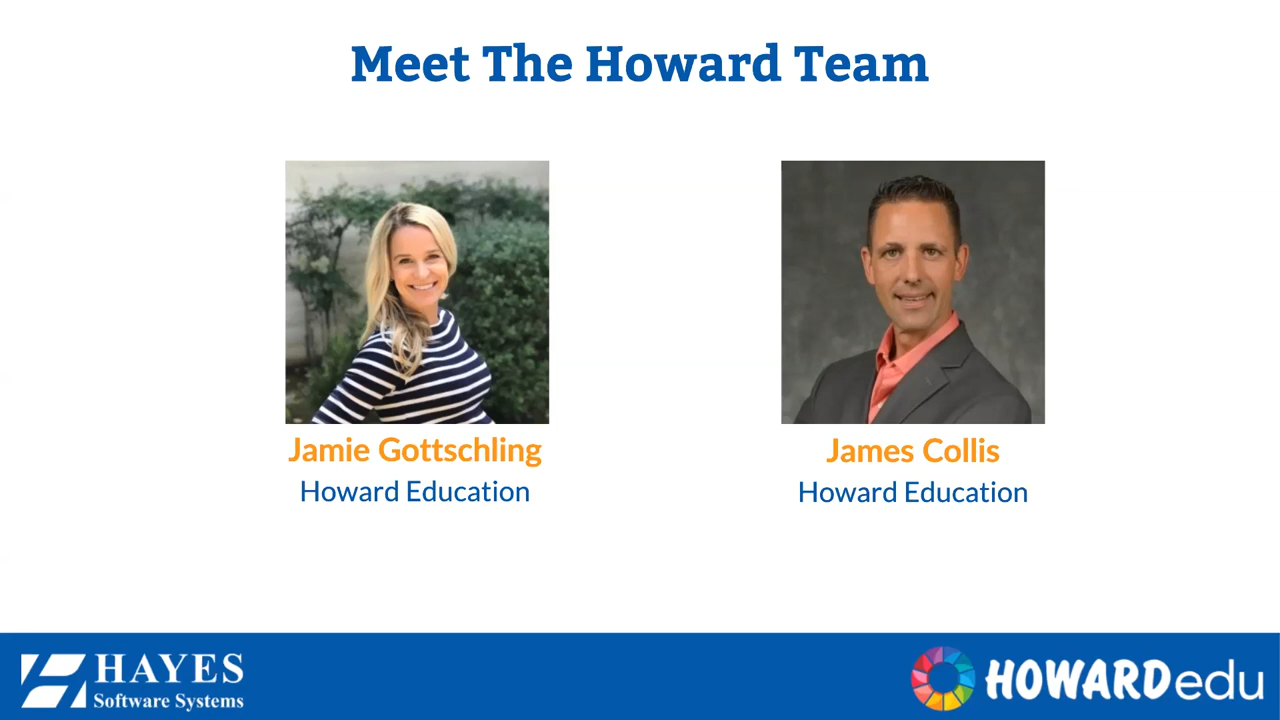 Meet The Howard Team
Jamie Gottschling
Howard Education
James Collis
Howard Education
HAYES
Software Systems
HOWARDedu